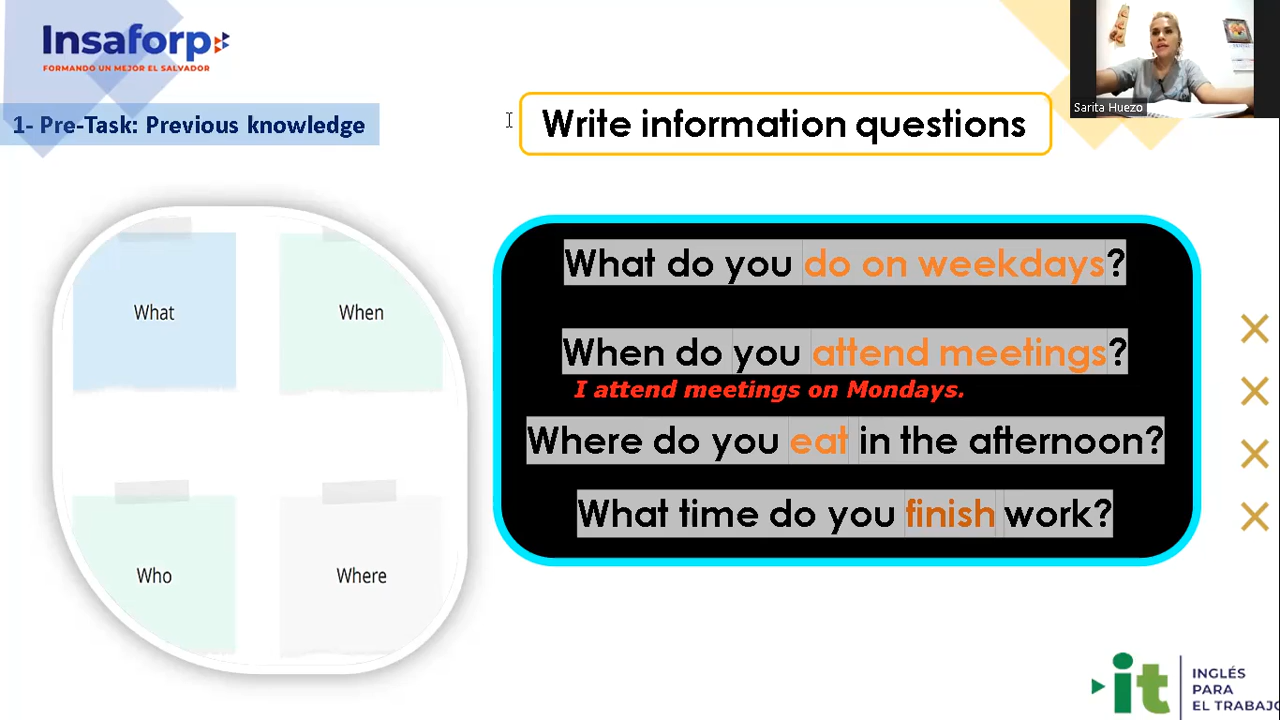 Insaforp
FORMANDO UN MEJOR EL SALVADOR
Sarita Huezo
1- Pre-Task: Previous knowledge
Write information questions
What
When
Who
Where
What do you do on weekdays?
When do you attend meetings?
I attend meetings on Mondays.
Where do you eat in the afternoon?
What time do you finish work?
it
INGLÉS
PARA
EL TRABAJO